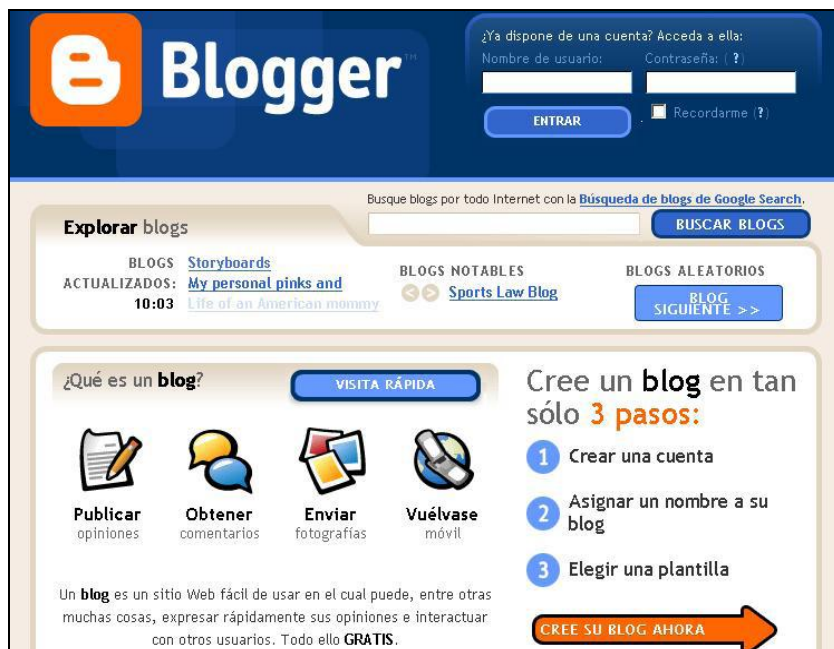 Blogger™
¿Ya dispone de una cuenta? Acceda a ella:
Nombre de usuario:
Contraseña: (?)
ENTRAR
Recordarme (?)
Busque blogs por todo Internet con la Búsqueda de blogs de Google Search.
BUSCAR BLOGS
Explorar blogs
BLOGS
ACTUALIZADOS:
10:03
Storyboards
My personal pinks and
Life of an American mommy
BLOGS NOTABLES
Sports Law Blog
BLOGS ALEATORIOS
BLOG
SIGUIENTE >>
¿Qué es un blog?
VISITA RÁPIDA
Publicar
opiniones
Obtener
comentarios
Enviar
fotografías
Vuélvase
móvil
Un blog es un sitio Web fácil de usar en el cual puede, entre otras
muchas cosas, expresar rápidamente sus opiniones e interactuar
con otros usuarios. Todo ello GRATIS.
Cree un blog en tan
sólo 3 pasos:
1 Crear una cuenta
2 Asignar un nombre a su
blog
3 Elegir una plantilla
CREE SU BLOG AHORA